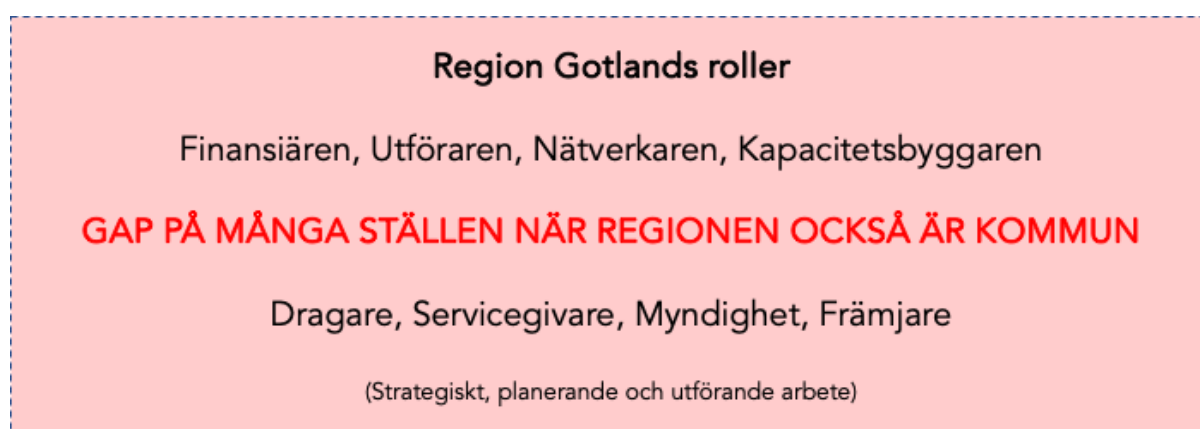 Region Gotlands roller
Finansiären, Utföraren, Nätverkaren, Kapacitetsbyggaren
GAP PÅ MÅNGA STÄLLEN NÄR REGIONEN OCKSÅ ÄR KOMMUN
Dragare, Servicegivare, Myndighet, Främjare
(Strategiskt, planerande och utförande arbete)